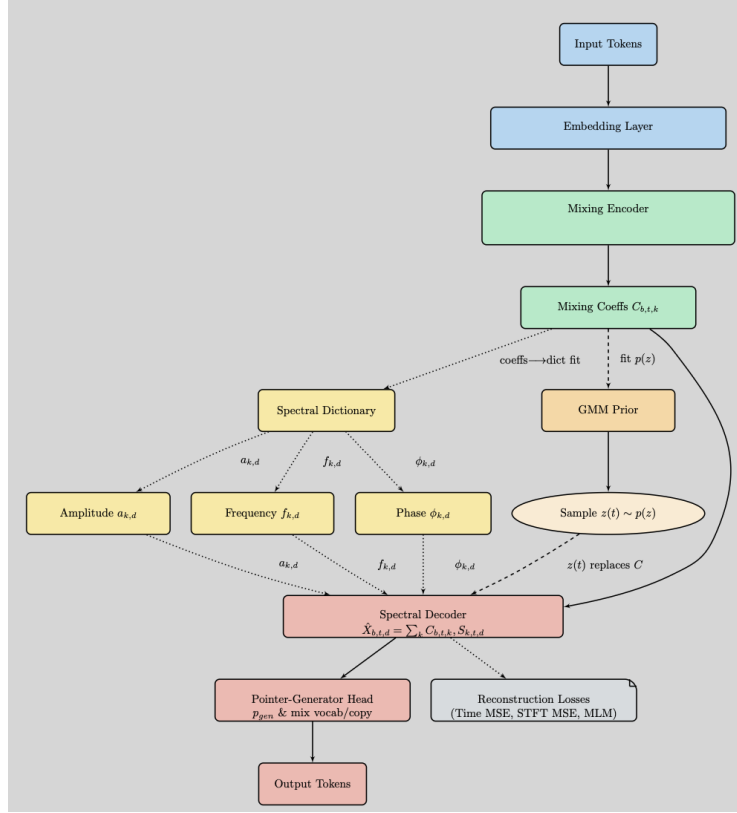 Input Tokens
Embedding Layer
Mixing Encoder
Mixing Coeffs $C_{b,t,k}$
coeffs⟶dict fit
fit $p(z)$
Spectral Dictionary
GMM Prior
$a_{k,d}$
$f_{k,d}$
$\phi_{k,d}$
Amplitude $a_{k,d}$
Frequency $f_{k,d}$
Phase $\phi_{k,d}$
Sample $z(t) \sim p(z)$
$a_{k,d}$
$f_{k,d}$
$\phi_{k,d}$
$z(t)$ replaces $C$
Spectral Decoder
$\hat{X}_{b,t,d} = \sum_k C_{b,t,k}, S_{k,t,d}$
Pointer-Generator Head
$p_{gen}$ & mix vocab/copy
Reconstruction Losses
(Time MSE, STFT MSE, MLM)
Output Tokens